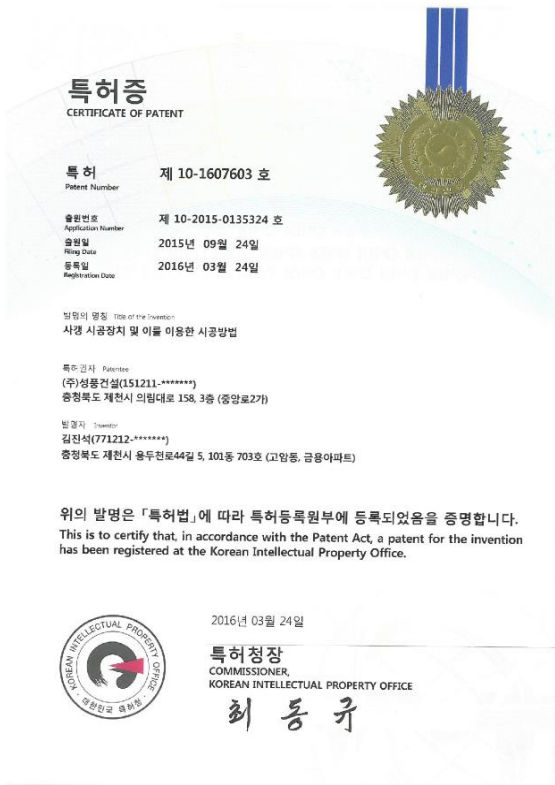 특허증
CERTIFICATE OF PATENT
특 허 제 10-1607603 호
Patent Number
출원번호 제 10-2015-0135324 호
Application Number
출원일 2015년 09월 24일
Filing Date
등록일 2016년 03월 24일
Registration Date
발명의 명칭 Title of the Invention
사갱 시공장치 및 이를 이용한 시공방법
특허권자 Patentee
(주)성풍건설(151211-*******)
충청북도 제천시 의림대로 158, 3층 (중앙로2가)
발명자 Inventor
김진석(771212-*******)
충청북도 제천시 용두천로44길 5, 101동 703호 (고암동, 금용아파트)
위의 발명은 「특허법」에 따라 특허등록원부에 등록되었음을 증명합니다.
This is to certify that, in accordance with the Patent Act, a patent for the invention
has been registered at the Korean Intellectual Property Office.
2016년 03월 24일
특허청장
COMMISSIONER,
KOREAN INTELLECTUAL PROPERTY OFFICE
최동규
KOREAN INTELLECTUAL PROPERTY OFFICE
대한민국 특허청